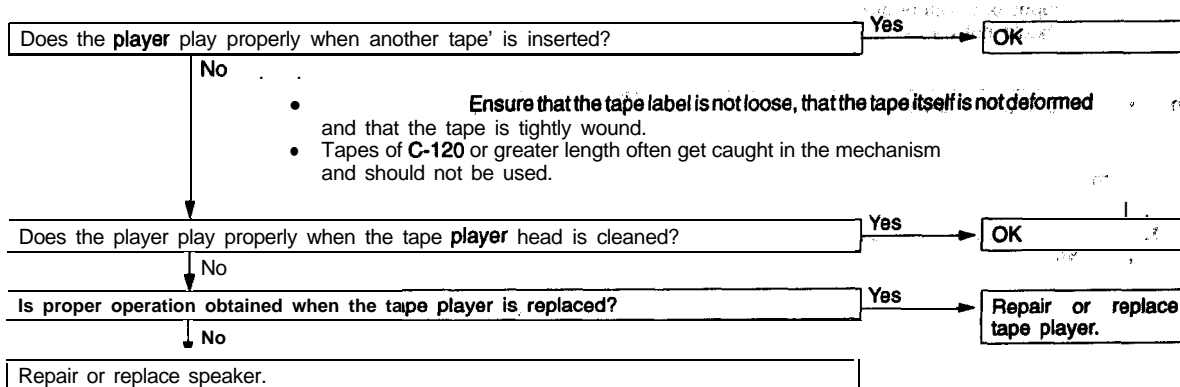 Does the player play properly when another tape' is inserted?
Yes
OK
No
• Ensure that the tape label is not loose, that the tape itself is not deformed
and that the tape is tightly wound.
• Tapes of C-120 or greater length often get caught in the mechanism
and should not be used.
Does the player play properly when the tape player head is cleaned?
Yes
OK
No
Is proper operation obtained when the tape player is replaced?
Yes
Repair or replace
tape player.
No
Repair or replace speaker.